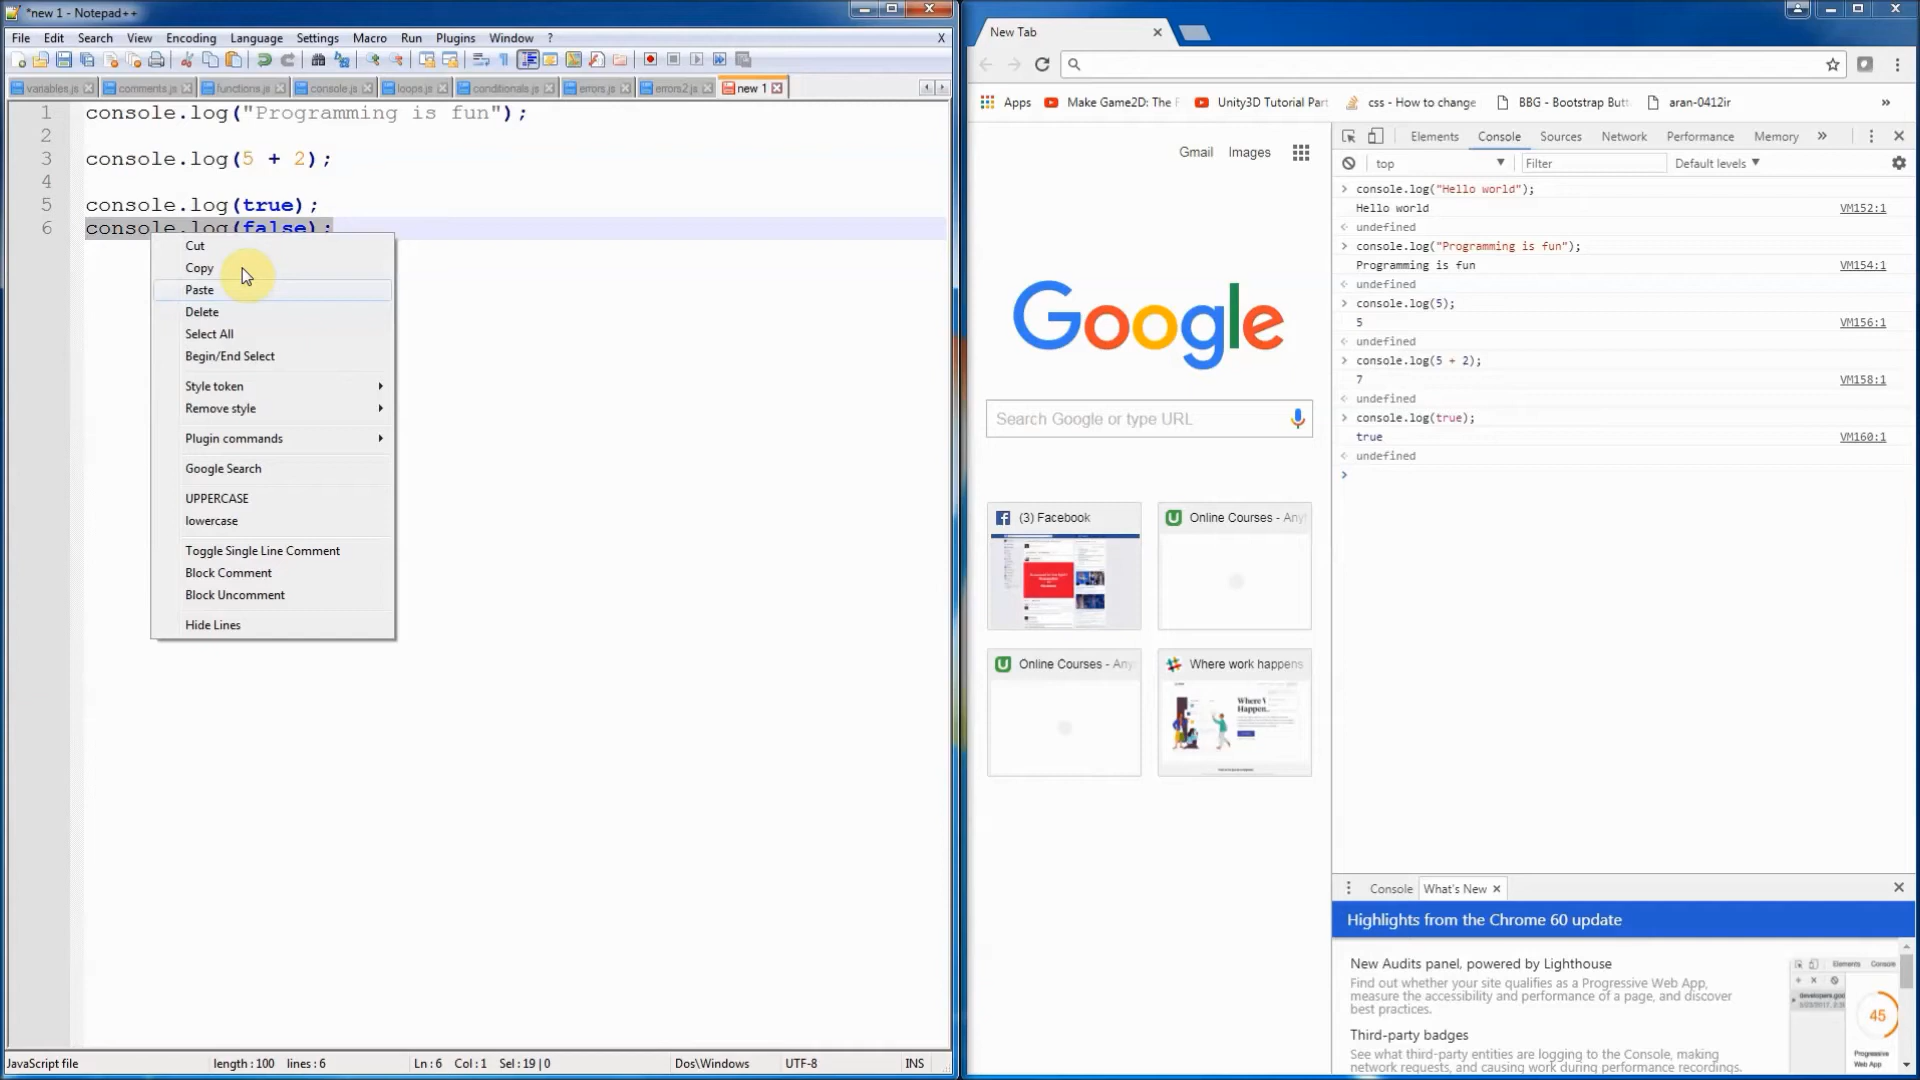 *new 1 - Notepad++
File Edit Search View Encoding Language Settings Macro Run Plugins Window ? X
variables.js comments.js functions.js console.js loops.js conditionals.js errors.js errors2.js new 1
1 console.log("Programming is fun");
2
3 console.log(5 + 2);
4
5 console.log(true);
6 console.log(false);
Cut
Copy
Paste
Delete
Select All
Begin/End Select
Style token
Remove style
Plugin commands
Google Search
UPPERCASE
lowercase
Toggle Single Line Comment
Block Comment
Block Uncomment
Hide Lines
JavaScript file length : 100 lines : 6 Ln : 6 Col : 1 Sel : 19 | 0 Dos\Windows UTF-8 INS
New Tab
Apps Make Game2D: The F Unity3D Tutorial Part css - How to change BBG - Bootstrap Butt aran-0412ir »
Gmail Images
Google
Search Google or type URL
(3) Facebook
Online Courses - Any
Online Courses - Any
Where work happens
Elements Console Sources Network Performance Memory »
top Filter Default levels
console.log("Hello world");
Hello world VM152:1
undefined
console.log("Programming is fun");
Programming is fun VM154:1
undefined
console.log(5);
5 VM156:1
undefined
console.log(5 + 2);
7 VM158:1
undefined
console.log(true);
true VM160:1
undefined
Console What's New
Highlights from the Chrome 60 update
New Audits panel, powered by Lighthouse
Find out whether your site qualifies as a Progressive Web App,
measure the accessibility and performance of a page, and discover
best practices.
Third-party badges
See what third-party entities are logging to the Console, making
network requests, and causing work during performance recordings.
Elements Console
45
Progressive
Web App